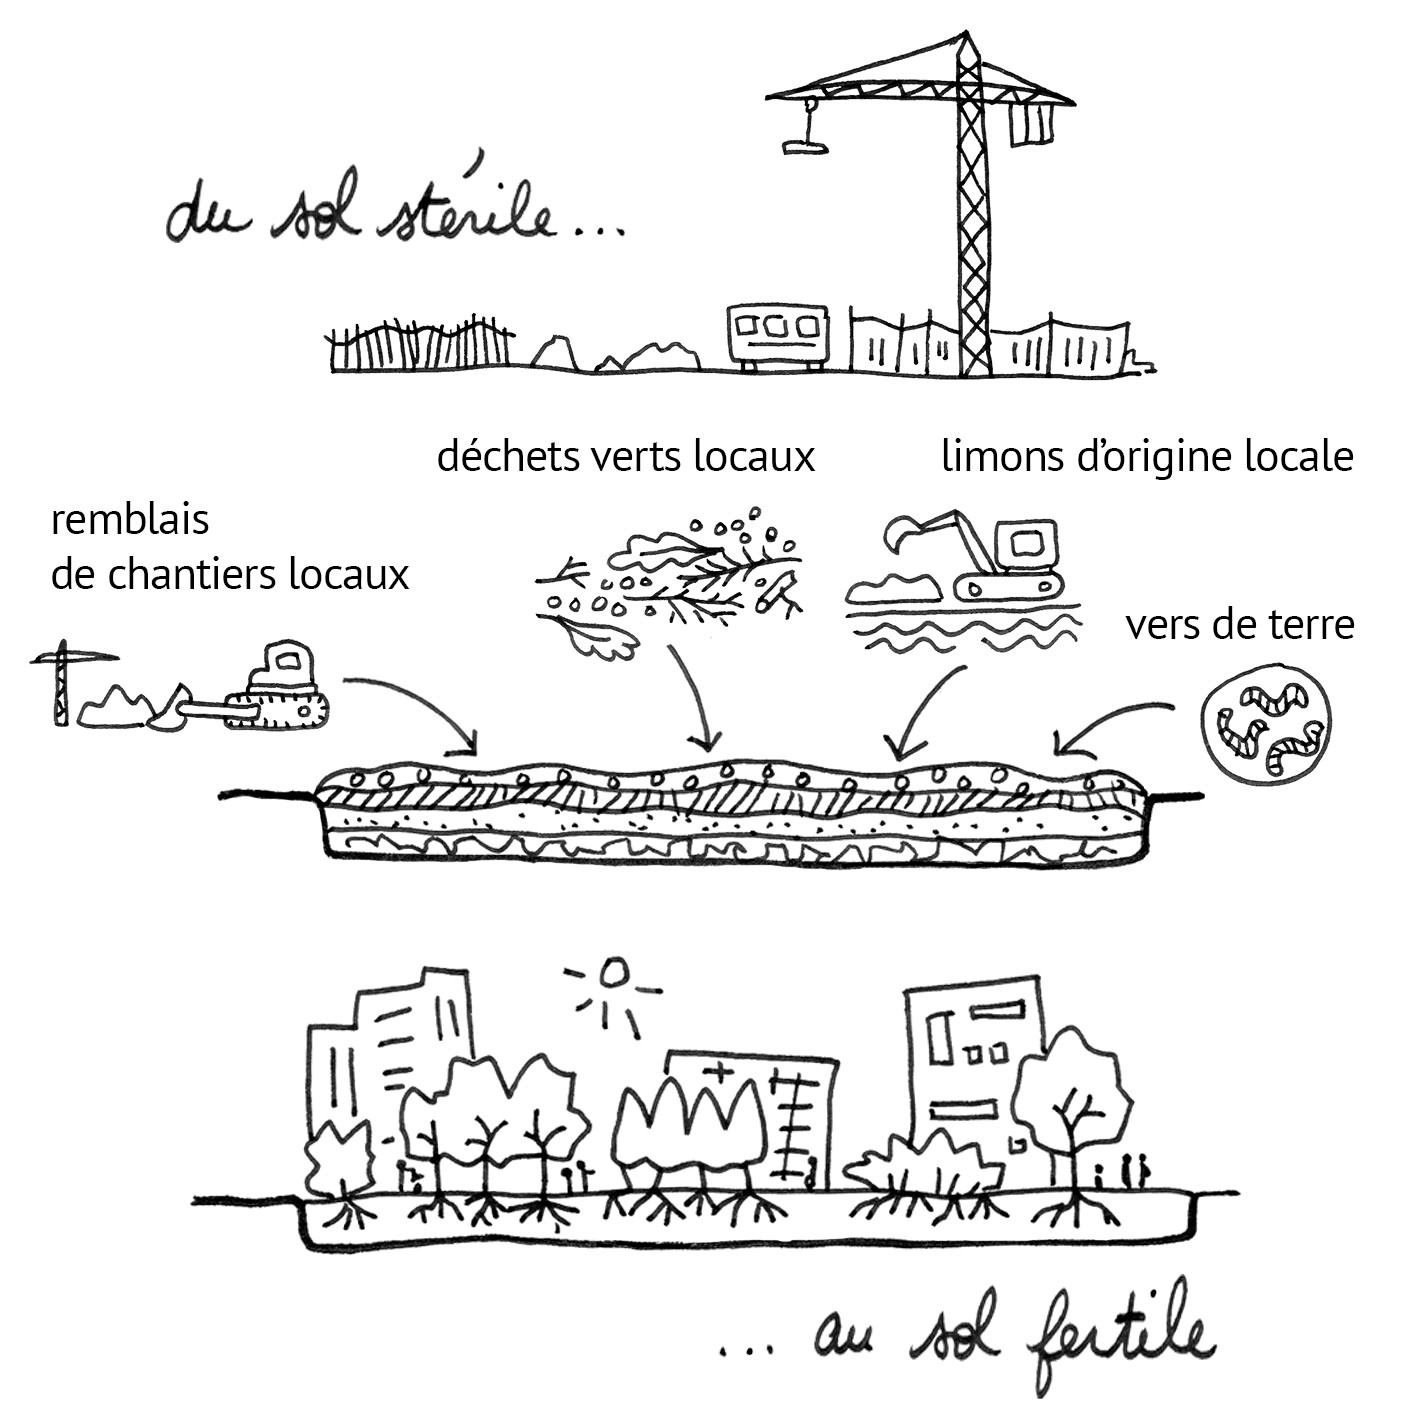 du sol stérile...
déchets verts locaux
limons d’origine locale
remblais
de chantiers locaux
vers de terre
... au sol fertile